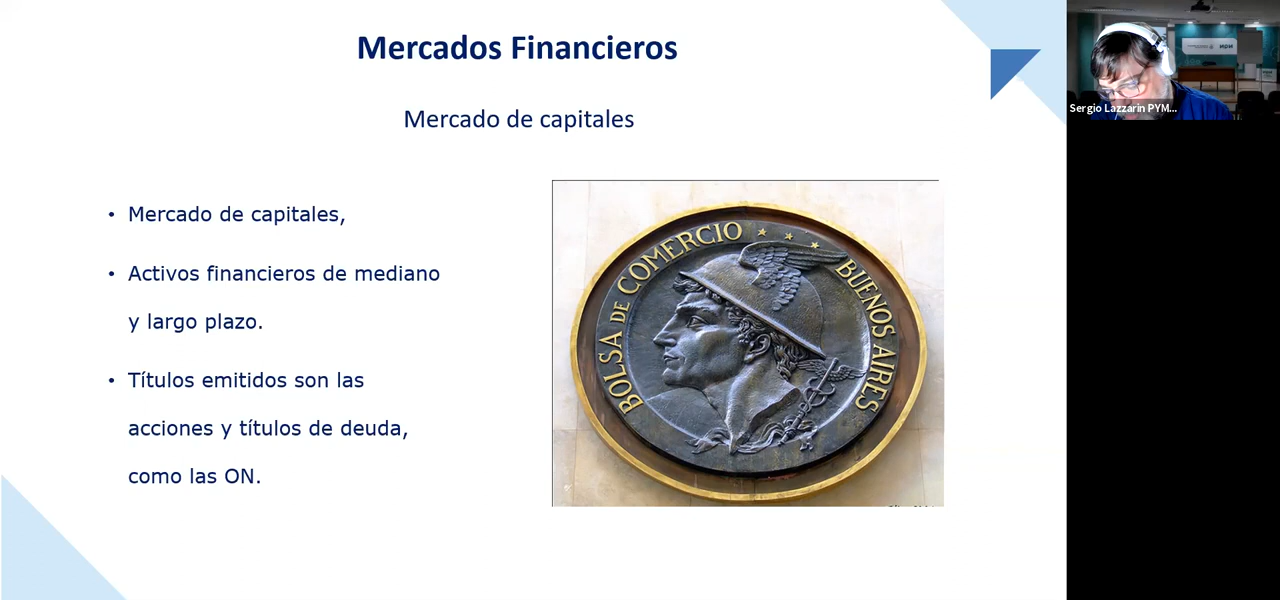 Mercados Financieros
Mercado de capitales
• Mercado de capitales,
• Activos financieros de mediano
y largo plazo.
• Títulos emitidos son las
acciones y títulos de deuda,
como las ON.
BOLSA DE COMERCIO BUENOS AIRES
Sergio Lazzarin PYM...